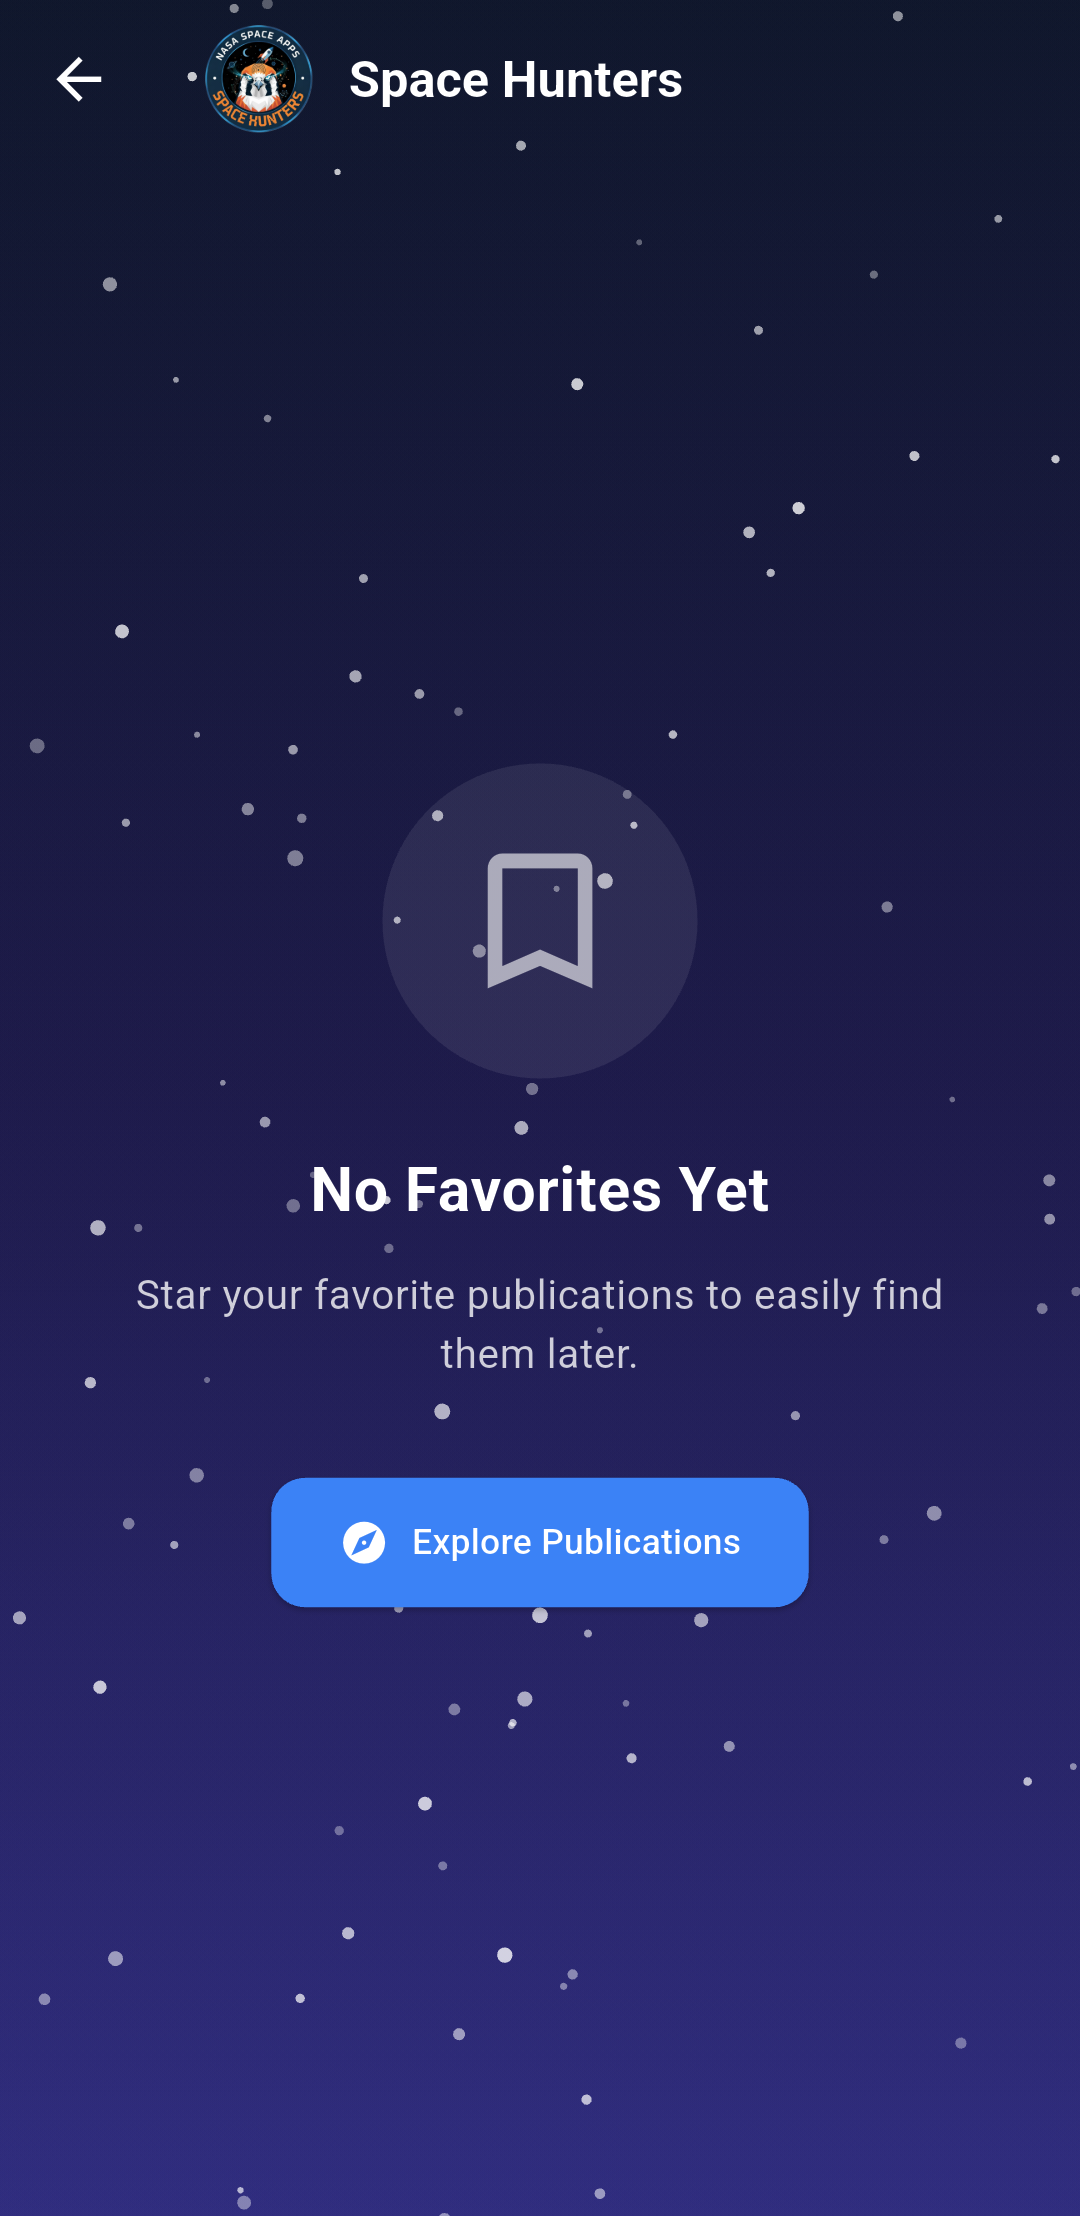 NASA SPACE APPS
SPACE HUNTERS
Space Hunters
No Favorites Yet
Star your favorite publications to easily find
them later.
Explore Publications